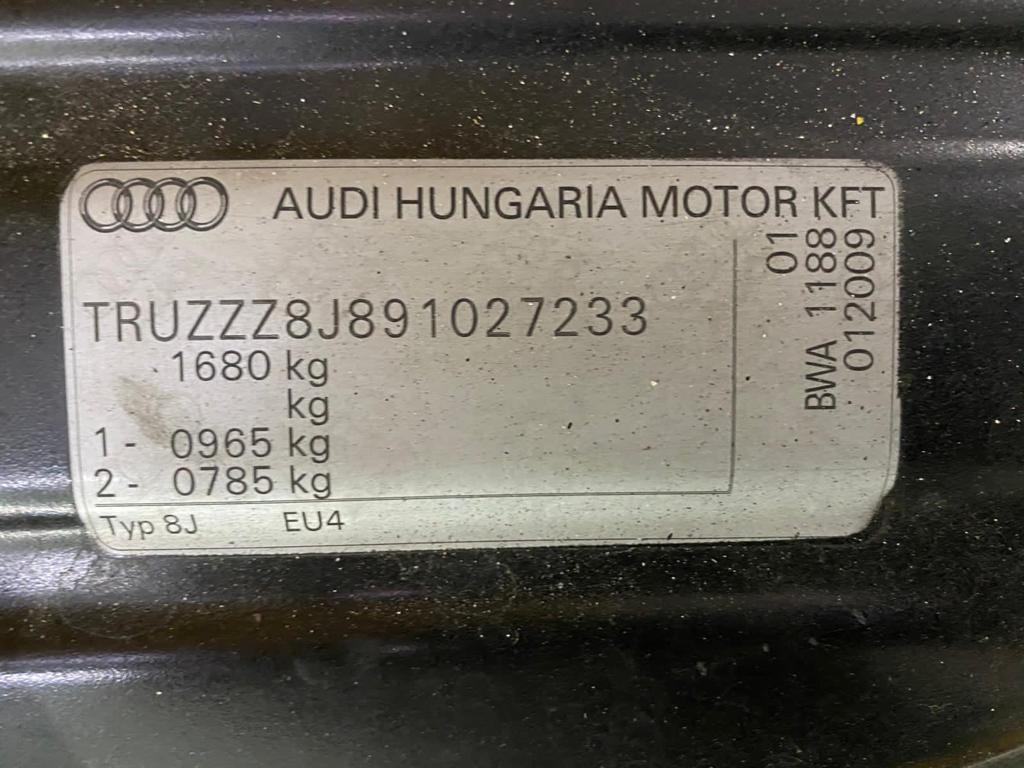 AUDI HUNGARIA MOTOR KFT
TRUZZZ8J891027233
1680 kg
kg
1- 0965 kg
2- 0785 kg
Typ 8J EU4
01
BWA 1188
012009